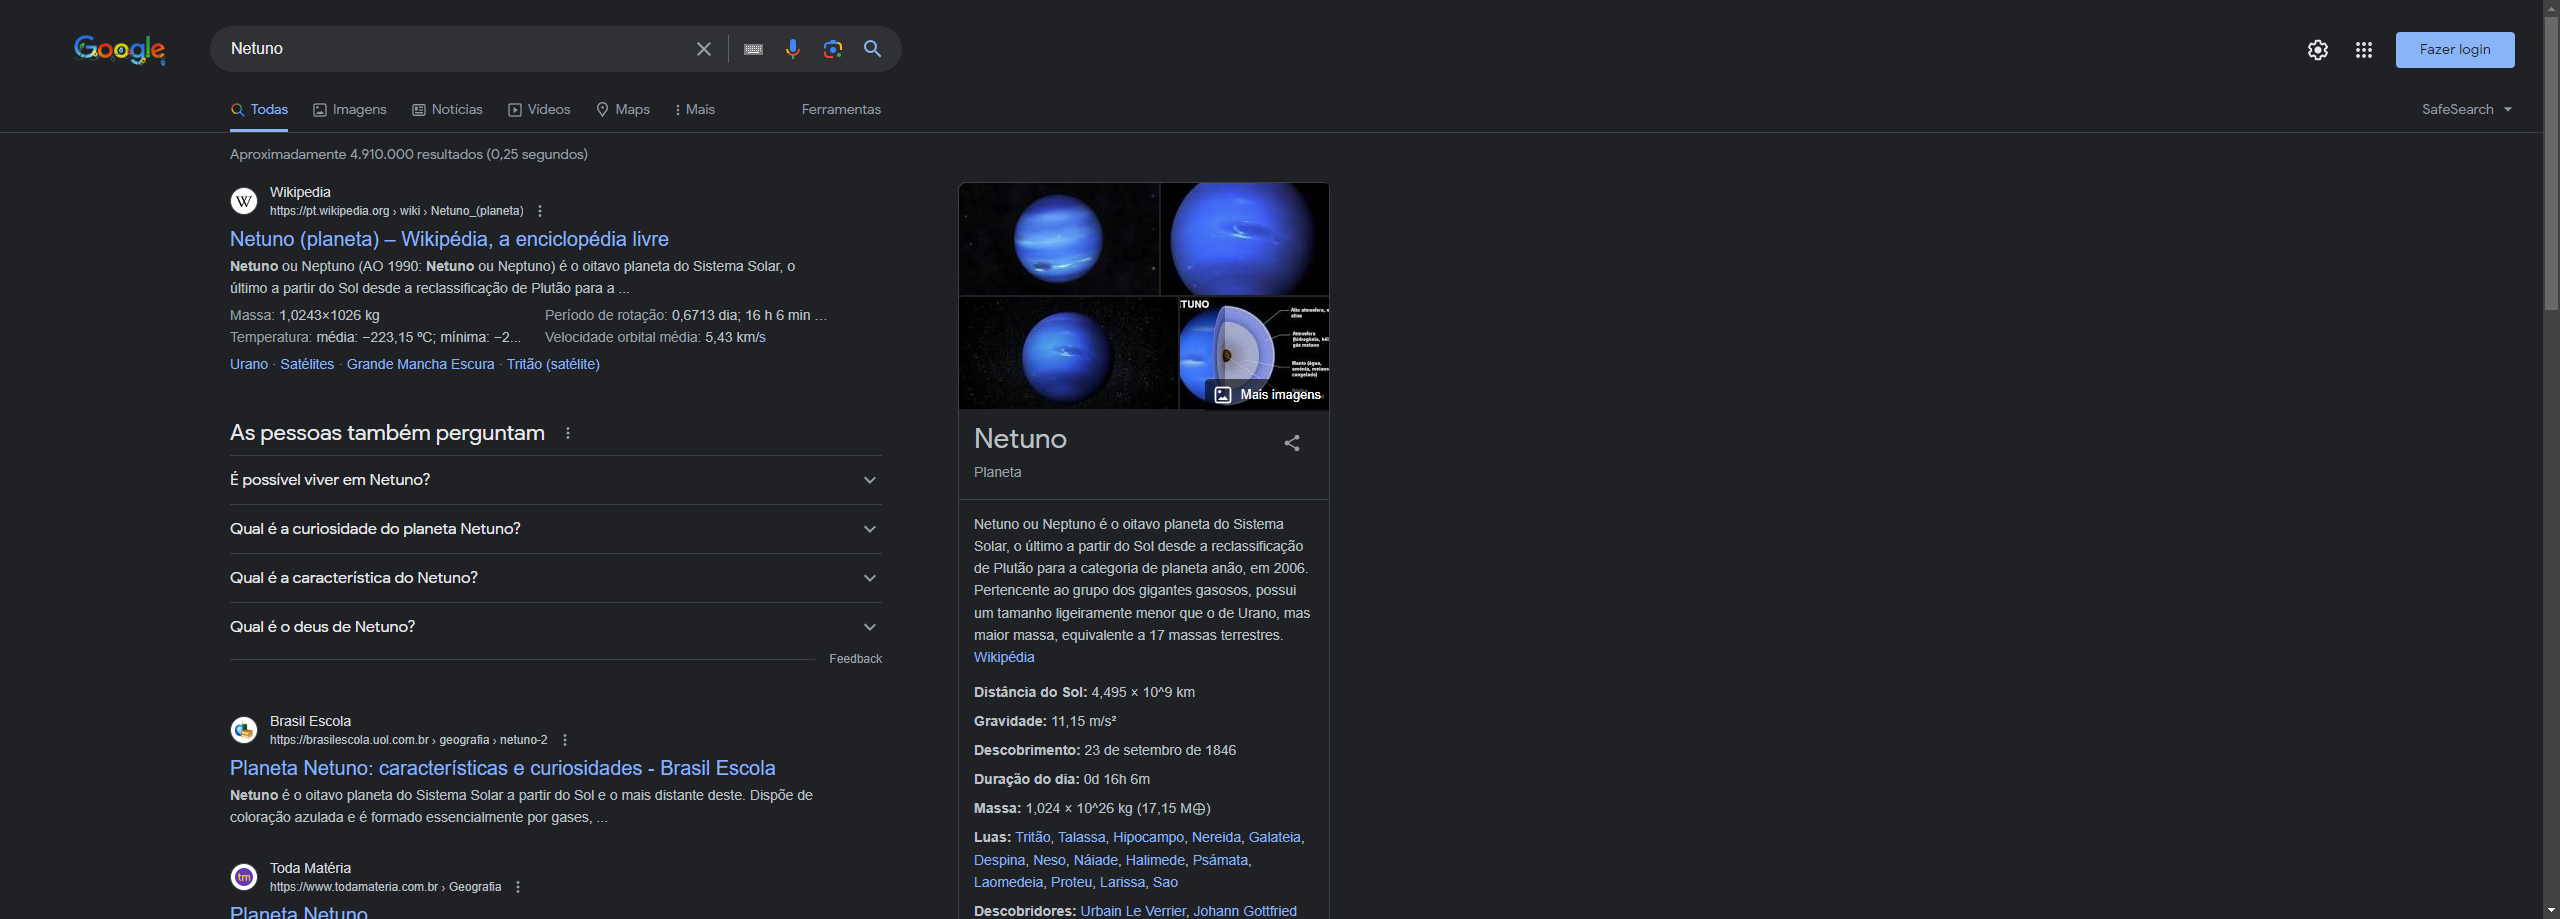 Google
Netuno
Fazer login
Todas
Imagens
Notícias
Vídeos
Maps
Mais
Ferramentas
SafeSearch
Aproximadamente 4.910.000 resultados (0,25 segundos)
W
Wikipedia
https://pt.wikipedia.org › wiki › Netuno_(planeta)
Netuno (planeta) – Wikipédia, a enciclopédia livre
Netuno ou Neptuno (AO 1990: Netuno ou Neptuno) é o oitavo planeta do Sistema Solar, o
último a partir do Sol desde a reclassificação de Plutão para a ...
Massa: 1,0243×1026 kg
Período de rotação: 0,6713 dia; 16 h 6 min ...
Temperatura: média: −223,15 ºC; mínima: −2...
Velocidade orbital média: 5,43 km/s
Urano · Satélites · Grande Mancha Escura · Tritão (satélite)
As pessoas também perguntam
É possível viver em Netuno?
Qual é a curiosidade do planeta Netuno?
Qual é a característica do Netuno?
Qual é o deus de Netuno?
Feedback
Brasil Escola
https://brasilescola.uol.com.br › geografia › netuno-2
Planeta Netuno: características e curiosidades - Brasil Escola
Netuno é o oitavo planeta do Sistema Solar a partir do Sol e o mais distante deste. Dispõe de
coloração azulada e é formado essencialmente por gases, ...
tm
Toda Matéria
https://www.todamateria.com.br › Geografia
Planeta Netuno
TUNO
Alta atmosfera,
altas
Atmosfera
(hidrogênio,
gás metano
Manto (água,
amônia,
congelado)
Mais imagens
Netuno
Planeta
Netuno ou Neptuno é o oitavo planeta do Sistema
Solar, o último a partir do Sol desde a reclassificação
de Plutão para a categoria de planeta anão, em 2006.
Pertencente ao grupo dos gigantes gasosos, possui
um tamanho ligeiramente menor que o de Urano, mas
maior massa, equivalente a 17 massas terrestres.
Wikipédia
Distância do Sol: 4,495 × 10^9 km
Gravidade: 11,15 m/s²
Descobrimento: 23 de setembro de 1846
Duração do dia: 0d 16h 6m
Massa: 1,024 × 10^26 kg (17,15 M⊕)
Luas: Tritão, Talassa, Hipocampo, Nereida, Galateia,
Despina, Neso, Náiade, Halimede, Psámata,
Laomedeia, Proteu, Larissa, Sao
Descobridores: Urbain Le Verrier, Johann Gottfried